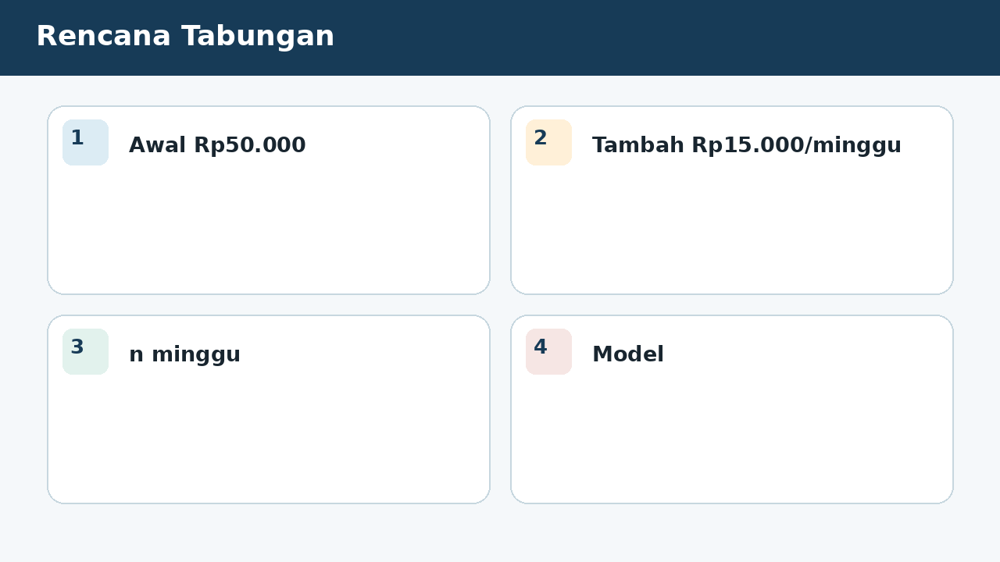 Rencana Tabungan
1
Awal Rp50.000
2
Tambah Rp15.000/minggu
3
n minggu
4
Model